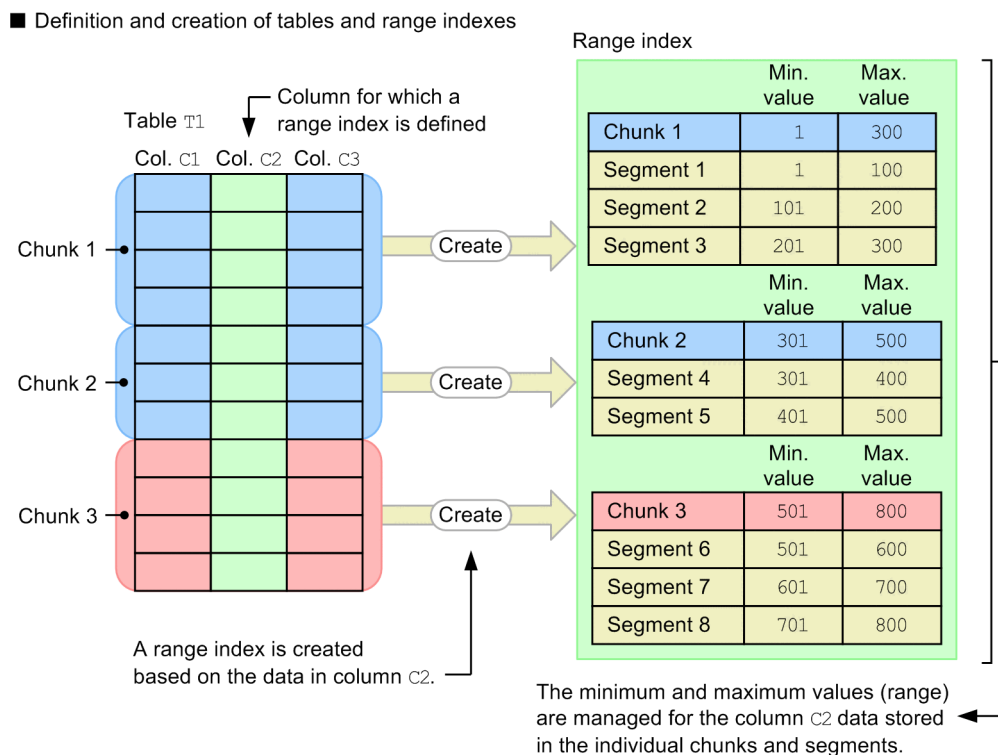 ■ Definition and creation of tables and range indexes
Range index
Column for which a
range index is defined
Table T1
Col. C1 Col. C2 Col. C3
Chunk 1
Chunk 2
Chunk 3
Create
Create
Create
Min. Max.
value value
Chunk 1 1 300
Segment 1 1 100
Segment 2 101 200
Segment 3 201 300
Min. Max.
value value
Chunk 2 301 500
Segment 4 301 400
Segment 5 401 500
Min. Max.
value value
Chunk 3 501 800
Segment 6 501 600
Segment 7 601 700
Segment 8 701 800
A range index is created
based on the data in column C2.
The minimum and maximum values (range)
are managed for the column C2 data stored
in the individual chunks and segments.